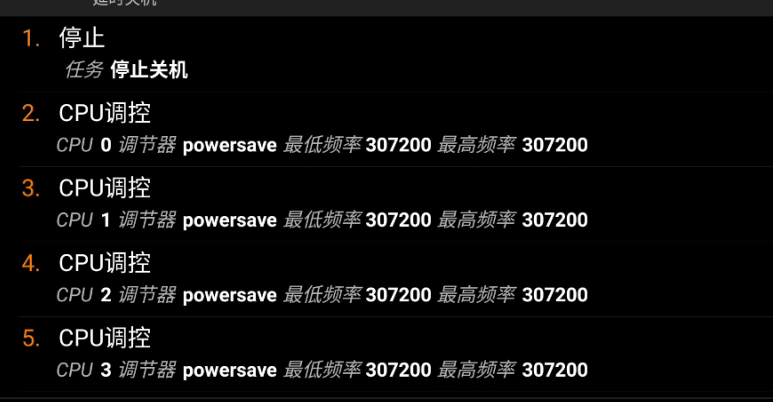 延时关机
1. 停止
任务 停止关机
2. CPU调控
CPU 0 调节器 powersave 最低频率 307200 最高频率 307200
3. CPU调控
CPU 1 调节器 powersave 最低频率 307200 最高频率 307200
4. CPU调控
CPU 2 调节器 powersave 最低频率 307200 最高频率 307200
5. CPU调控
CPU 3 调节器 powersave 最低频率 307200 最高频率 307200